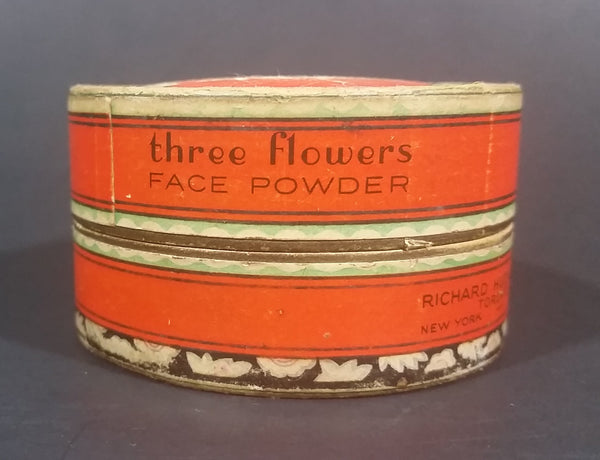 three flowers
FACE POWDER
RICHARD
NEW YORK